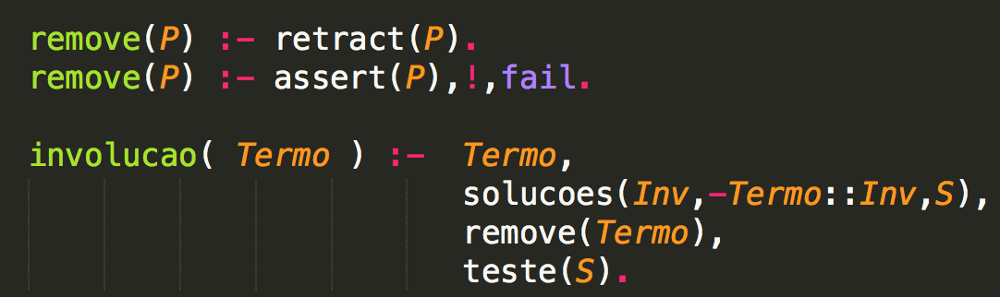 remove(P) :- retract(P).
remove(P) :- assert(P),!,fail.
involucao( Termo ) :- Termo,
solucoes(Inv,-Termo::Inv,S),
remove(Termo),
teste(S).